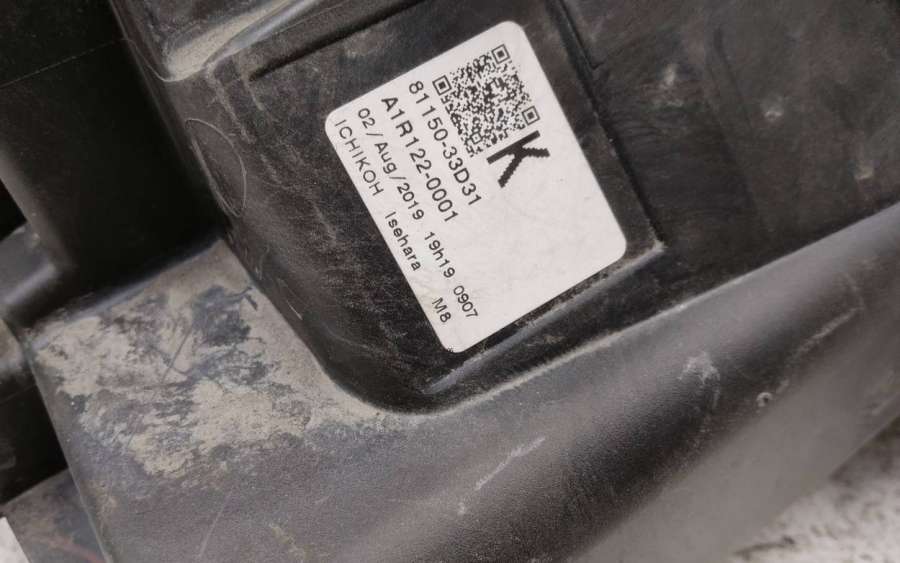 K
81150-33D31
A1R122-0001
02/Aug/2019 19h19 0907
ICHIKOH Isehara M8